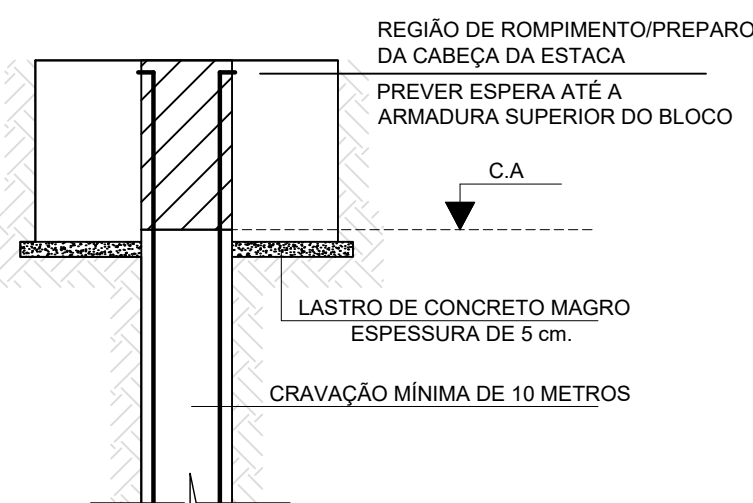 REGIÃO DE ROMPIMENTO/PREPARO
DA CABEÇA DA ESTACA
PREVER ESPERA ATÉ A
ARMADURA SUPERIOR DO BLOCO
C.A
LASTRO DE CONCRETO MAGRO
ESPESSURA DE 5 cm.
CRAVAÇÃO MÍNIMA DE 10 METROS